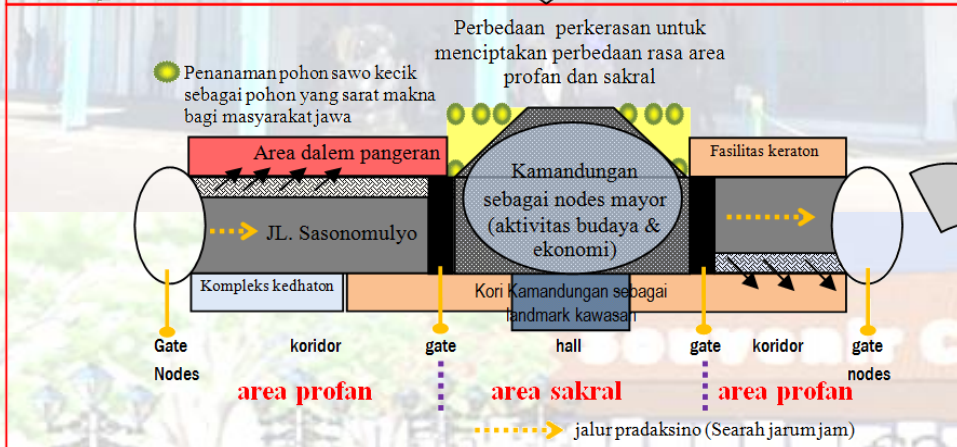 Perbedaan perkerasan untuk
menciptakan perbedaan rasa area
profan dan sakral
Penanaman pohon sawo kecik
sebagai pohon yang sarat makna
bagi masyarakat jawa
Area dalem pangeran
Fasilitas keraton
Kamandungan
sebagai nodes mayor
(aktivitas budaya &
ekonomi)
JL. Sasonomulyo
Kompleks kedhaton
Kori Kamandungan sebagai
landmark kawasan
Gate
Nodes
koridor
gate
hall
gate
koridor
gate
nodes
area profan
area sakral
area profan
jalur pradaksino (Searah jarum jam)